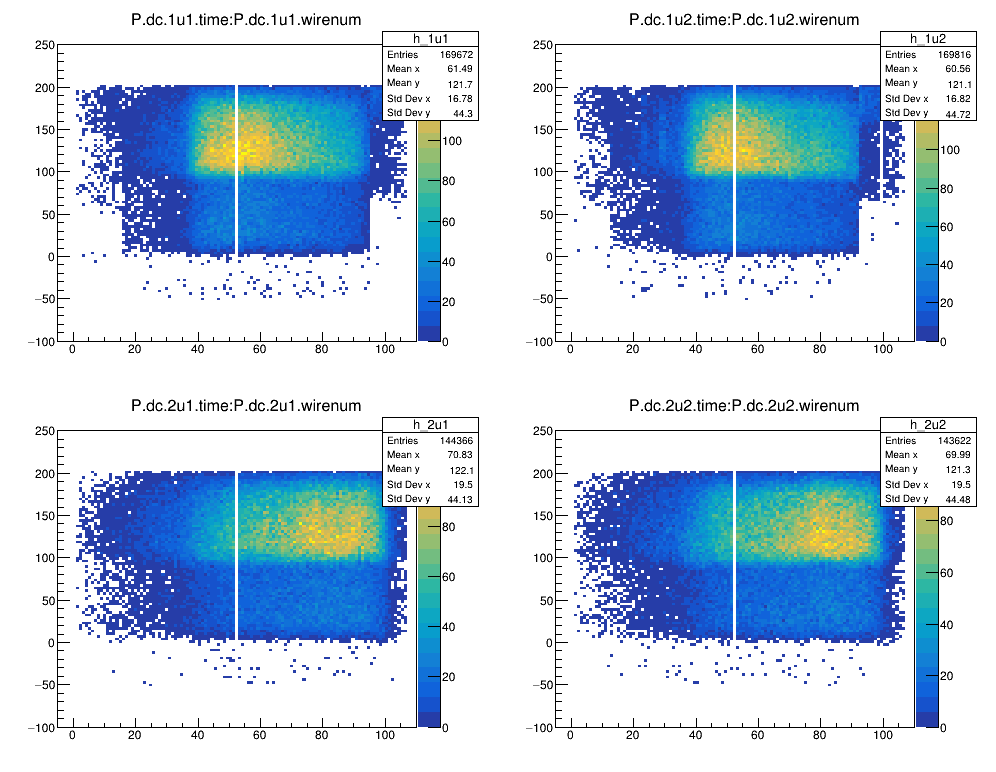 P.dc.1u1.time:P.dc.1u1.wirenum
h_1u1
Entries 169672
Mean x 61.49
Mean y 121.7
Std Dev x 16.78
Std Dev y 44.3
250
200
150
100
50
0
−50
−100
0 20 40 60 80 100
100
80
60
40
20
0
P.dc.1u2.time:P.dc.1u2.wirenum
h_1u2
Entries 169816
Mean x 60.56
Mean y 121.1
Std Dev x 16.82
Std Dev y 44.72
250
200
150
100
50
0
−50
−100
0 20 40 60 80 100
100
80
60
40
20
0
P.dc.2u1.time:P.dc.2u1.wirenum
h_2u1
Entries 144366
Mean x 70.83
Mean y 122.1
Std Dev x 19.5
Std Dev y 44.13
250
200
150
100
50
0
−50
−100
0 20 40 60 80 100
80
60
40
20
0
P.dc.2u2.time:P.dc.2u2.wirenum
h_2u2
Entries 143622
Mean x 69.99
Mean y 121.3
Std Dev x 19.5
Std Dev y 44.48
250
200
150
100
50
0
−50
−100
0 20 40 60 80 100
80
60
40
20
0